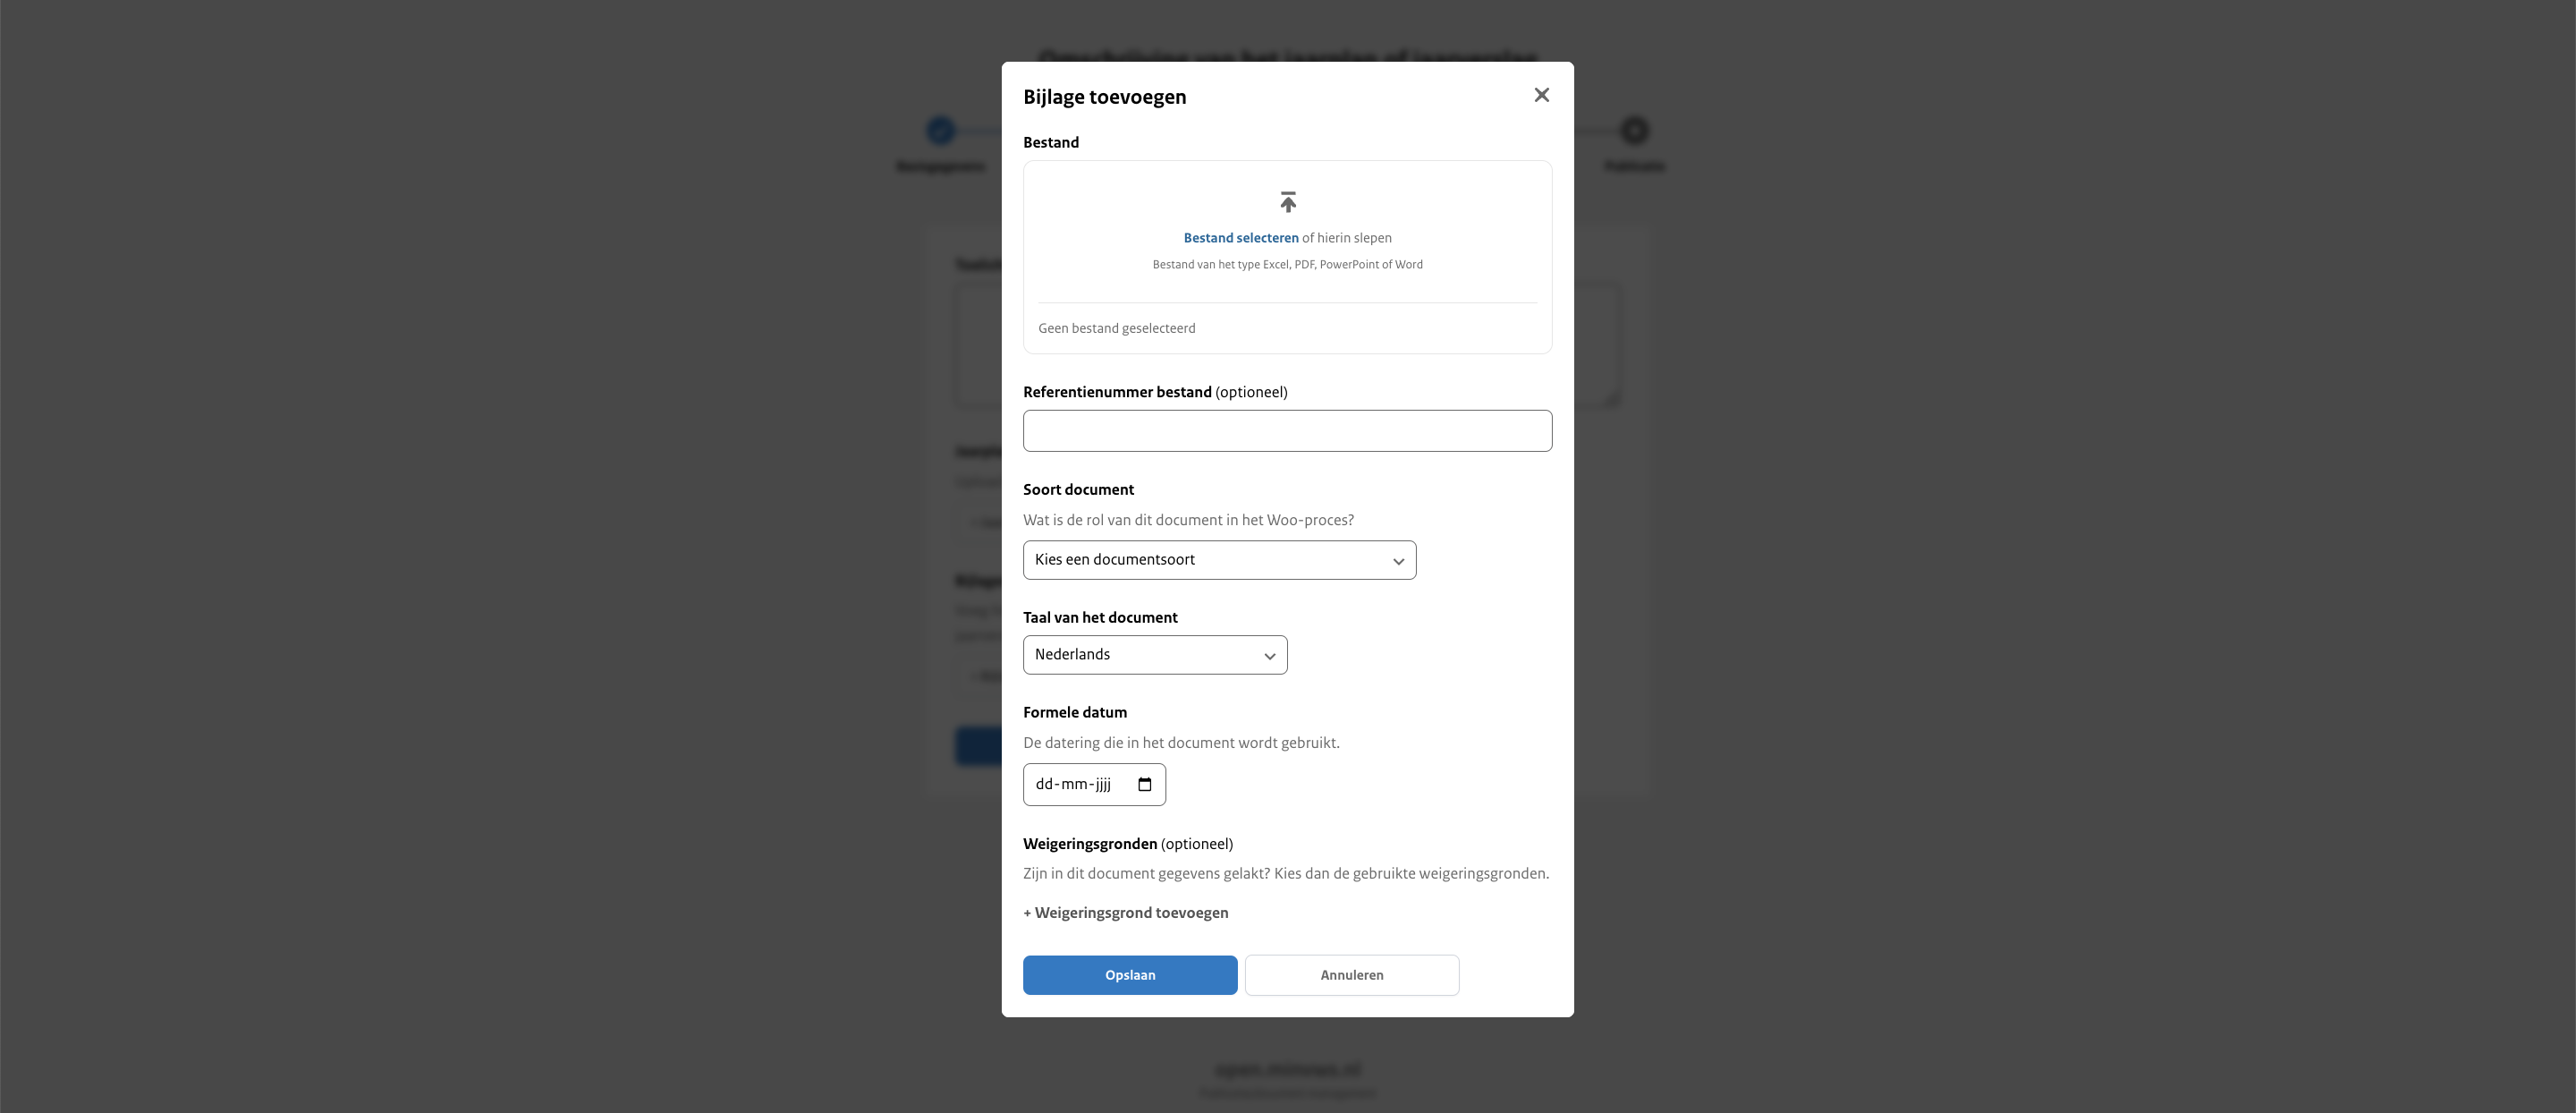 Bijlage toevoegen
Bestand
Bestand selecteren of hierin slepen
Bestand van het type Excel, PDF, PowerPoint of Word
Geen bestand geselecteerd
Referentienummer bestand (optioneel)
Soort document
Wat is de rol van dit document in het Woo-proces?
Kies een documentsoort
Taal van het document
Nederlands
Formele datum
De datering die in het document wordt gebruikt.
dd-mm-jjjj
Weigeringsgronden (optioneel)
Zijn in dit document gegevens gelakt? Kies dan de gebruikte weigeringsgronden.
+ Weigeringsgrond toevoegen
Opslaan
Annuleren